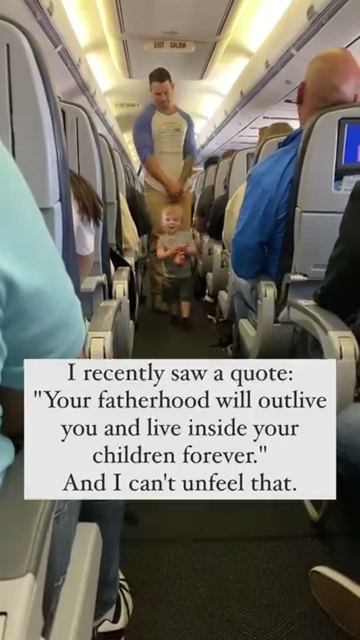 EXIT SALIDA
I recently saw a quote:
"Your fatherhood will outlive
you and live inside your
children forever."
And I can't unfeel that.